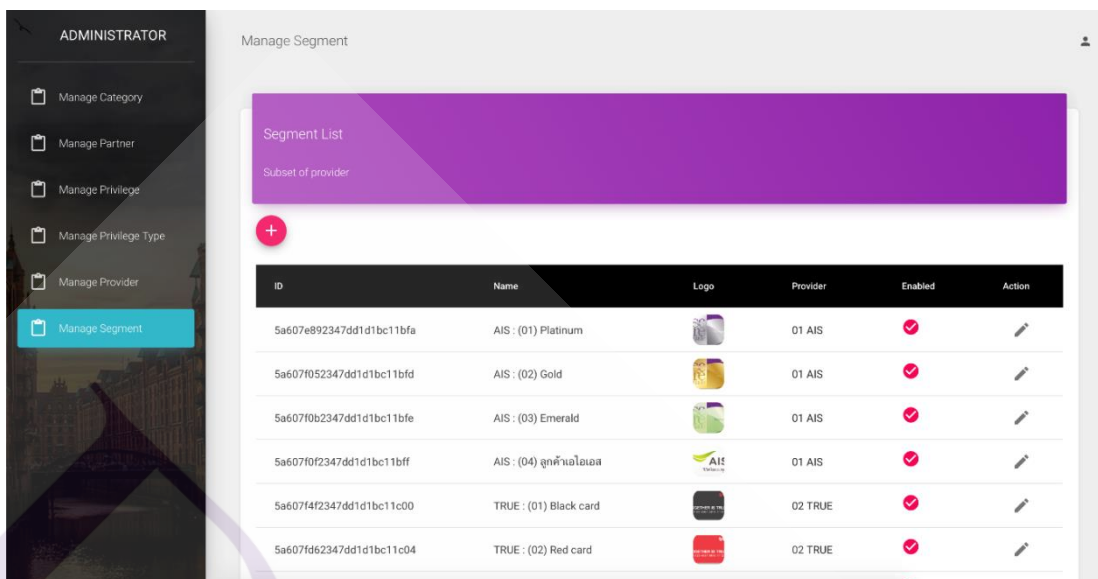 ADMINISTRATOR
Manage Category
Manage Partner
Manage Privilege
Manage Privilege Type
Manage Provider
Manage Segment
Manage Segment
Segment List
Subset of provider
+
ID Name Logo Provider Enabled Action
5a607e892347dd1d1bc11bfa AIS : (01) Platinum 01 AIS
5a607f052347dd1d1bc11bfd AIS : (02) Gold 01 AIS
5a607f0b2347dd1d1bc11bfe AIS : (03) Emerald 01 AIS
5a607f0f2347dd1d1bc11bff AIS : (04) ลูกค้าเอไอเอส AIS 01 AIS
5a607f4f2347dd1d1bc11c00 TRUE : (01) Black card 02 TRUE
5a607fd62347dd1d1bc11c04 TRUE : (02) Red card 02 TRUE